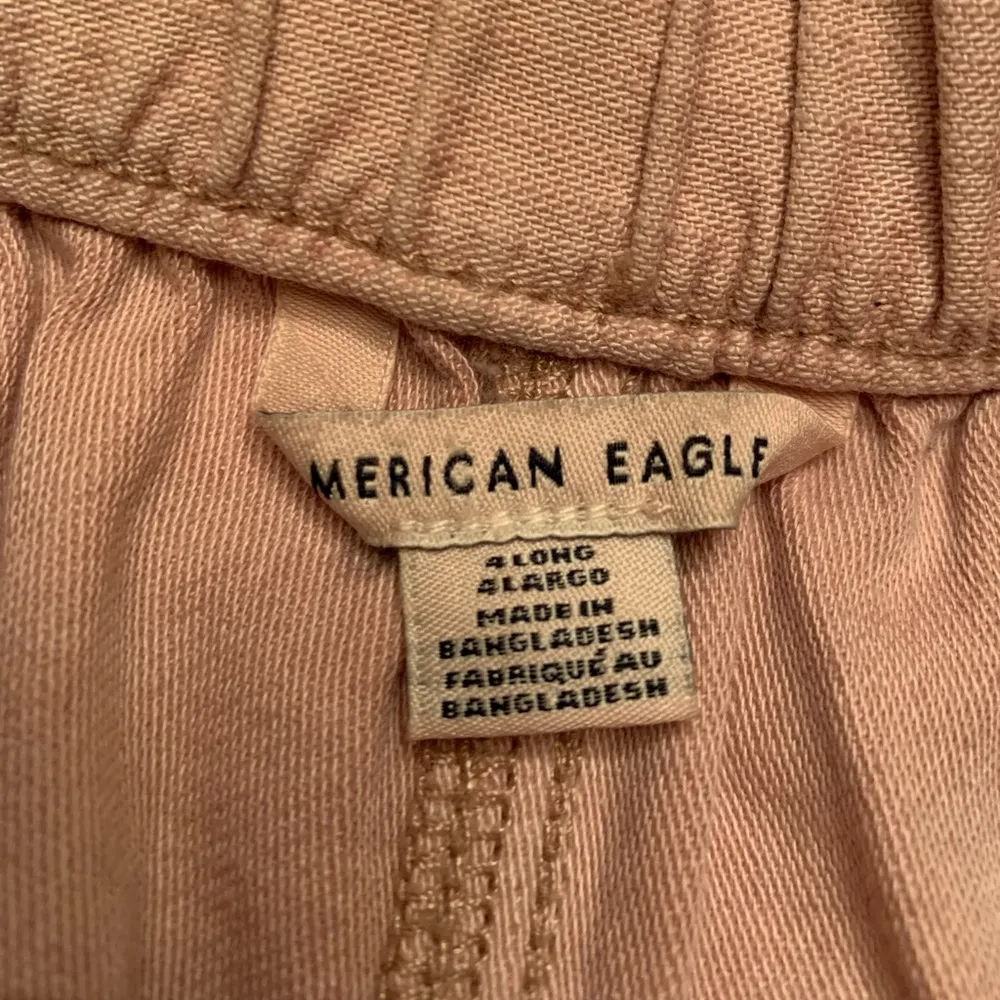 MERICAN EAGLE
4 LONG
4 LARGO
MADE IN
BANGLADESH
FABRIQUÉ AU
BANGLADESH